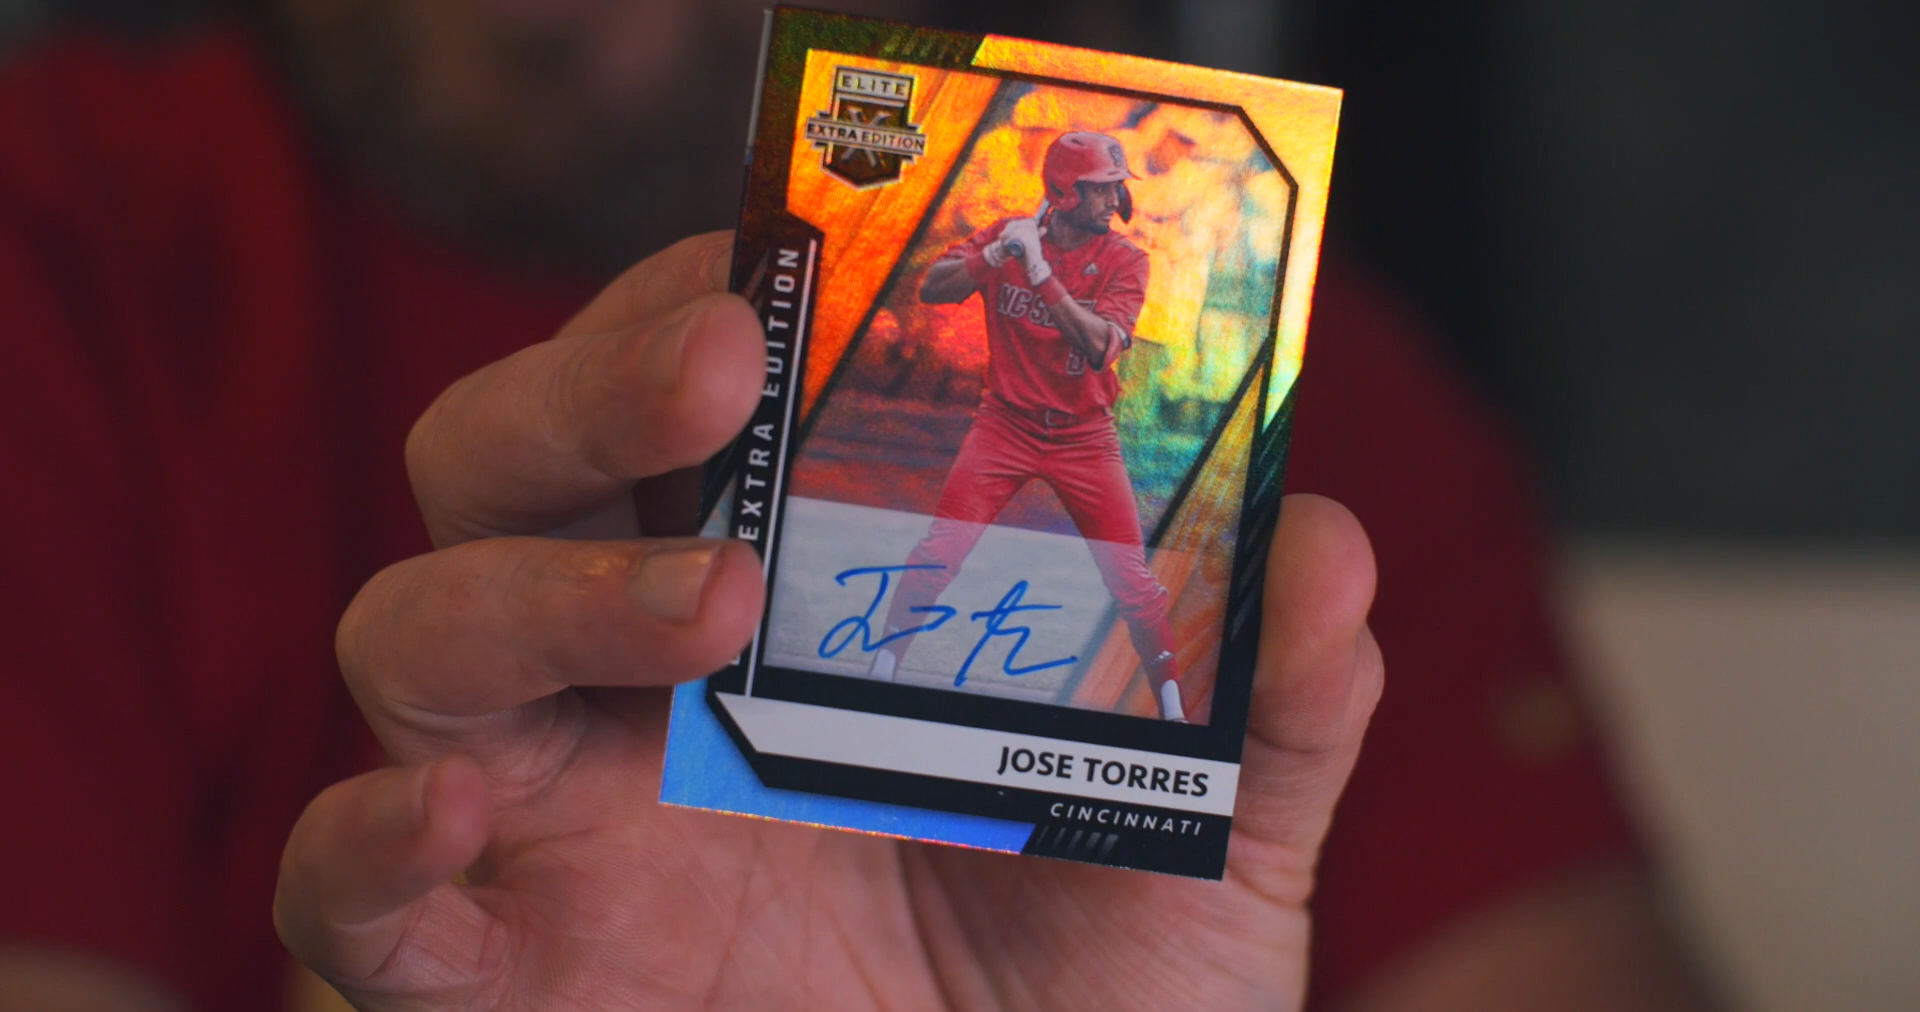 ELITE
EXTRA EDITION
EXTRA EDITION
JOSE TORRES
CINCINNATI